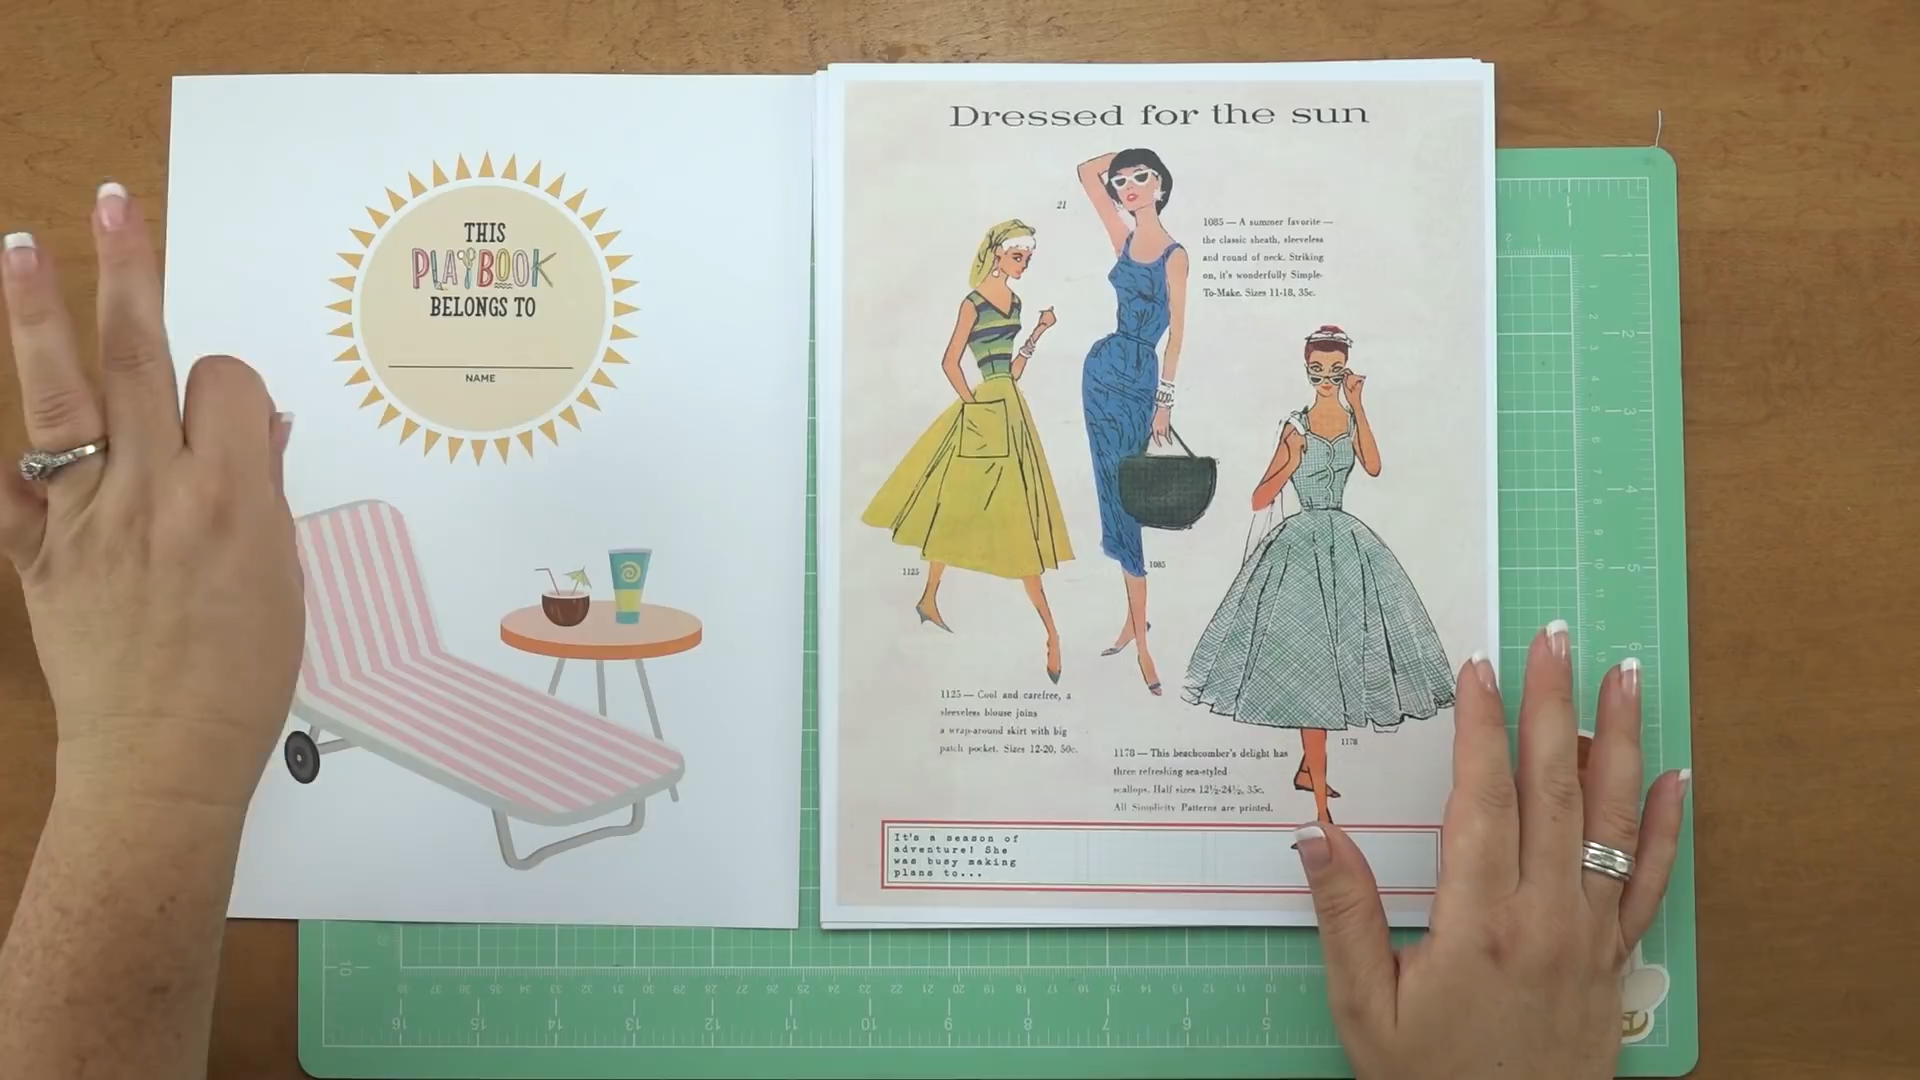 THIS
PLAYBOOK
BELONGS TO
NAME
Dressed for the sun
21
1085 — A summer favorite —
the classic sheath, sleeveless
and round of neck. Striking
on, it's wonderfully Simple-
To-Make. Sizes 11-18, 35c.
1125
1085
1125 — Cool and carefree, a
sleeveless blouse joins
a wrap-around skirt with big
patch pocket. Sizes 12-20, 50c.
1178
1178 — This beachcomber's delight has
three refreshing sea-styled
scallops. Half sizes 12½-24½, 35c.
All Simplicity Patterns are printed.
It's a season of
adventure! She
was busy making
plans to...